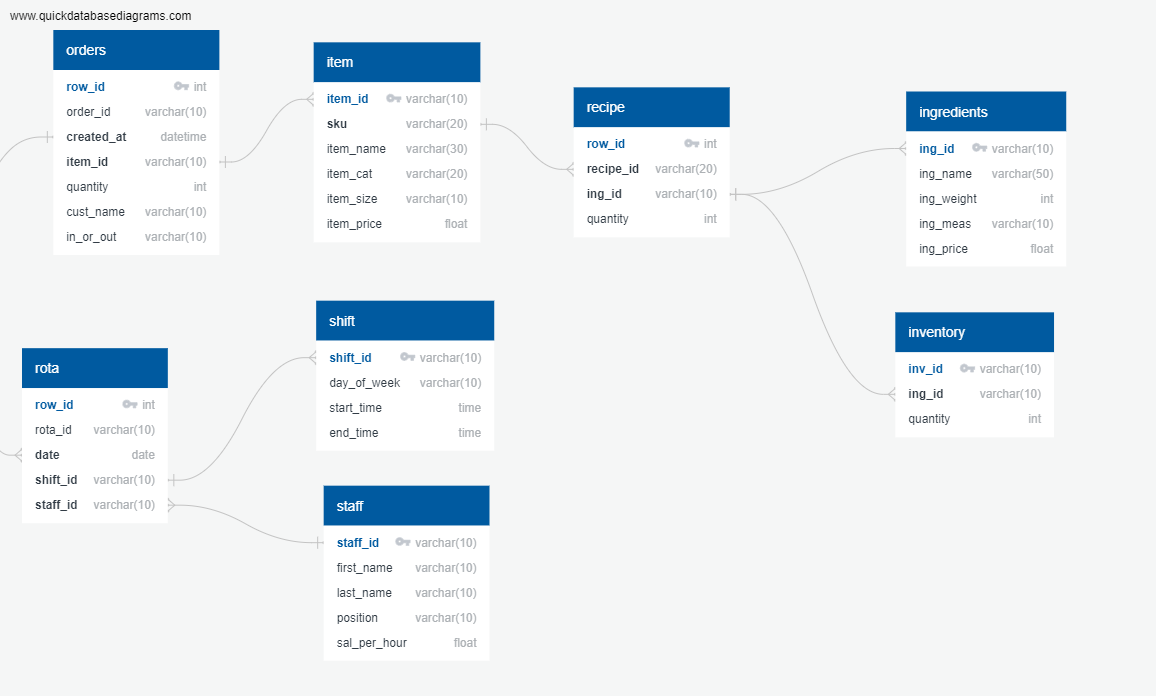 www.quickdatabasediagrams.com
orders
row_id int
order_id varchar(10)
created_at datetime
item_id varchar(10)
quantity int
cust_name varchar(10)
in_or_out varchar(10)
item
item_id varchar(10)
sku varchar(20)
item_name varchar(30)
item_cat varchar(20)
item_size varchar(10)
item_price float
recipe
row_id int
recipe_id varchar(20)
ing_id varchar(10)
quantity int
ingredients
ing_id varchar(10)
ing_name varchar(50)
ing_weight int
ing_meas varchar(10)
ing_price float
rota
row_id int
rota_id varchar(10)
date date
shift_id varchar(10)
staff_id varchar(10)
shift
shift_id varchar(10)
day_of_week varchar(10)
start_time time
end_time time
inventory
inv_id varchar(10)
ing_id varchar(10)
quantity int
staff
staff_id varchar(10)
first_name varchar(10)
last_name varchar(10)
position varchar(10)
sal_per_hour float